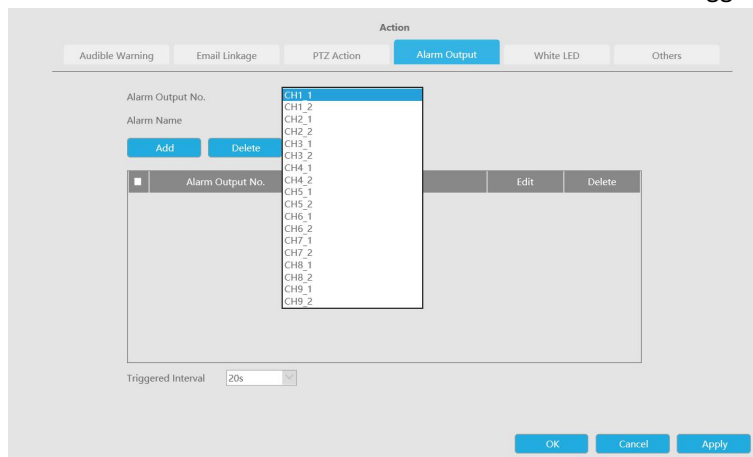 Action
Audible Warning Email Linkage PTZ Action Alarm Output White LED Others
Alarm Output No.
CH1_1
CH1_2
Alarm Name
CH2_1
CH2_2
Add Delete
CH3_1
CH3_2
CH4_1
Alarm Output No. CH4_2 Edit Delete
CH5_1
CH5_2
CH6_1
CH6_2
CH7_1
CH7_2
CH8_1
CH8_2
CH9_1
CH9_2
Triggered Interval 20s
OK Cancel Apply